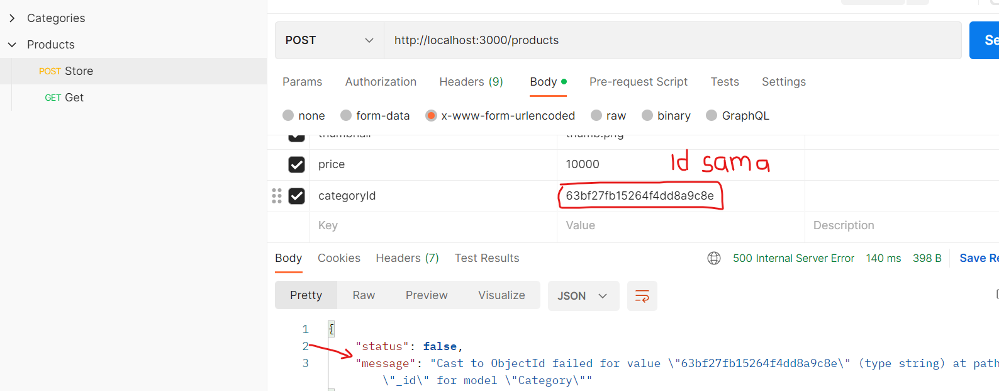 Categories
Products
POST Store
GET Get
POST
http://localhost:3000/products
Se
Params Authorization Headers (9) Body Pre-request Script Tests Settings
none form-data x-www-form-urlencoded raw binary GraphQL
thumbnail thumb.png
price 10000
Id sama
categoryId 63bf27fb15264f4dd8a9c8e
Key Value Description
Body Cookies Headers (7) Test Results 500 Internal Server Error 140 ms 398 B Save Re
Pretty Raw Preview Visualize JSON
1 {
2 "status": false,
3 "message": "Cast to ObjectId failed for value \"63bf27fb15264f4dd8a9c8e\" (type string) at path
\"_id\" for model \"Category\""